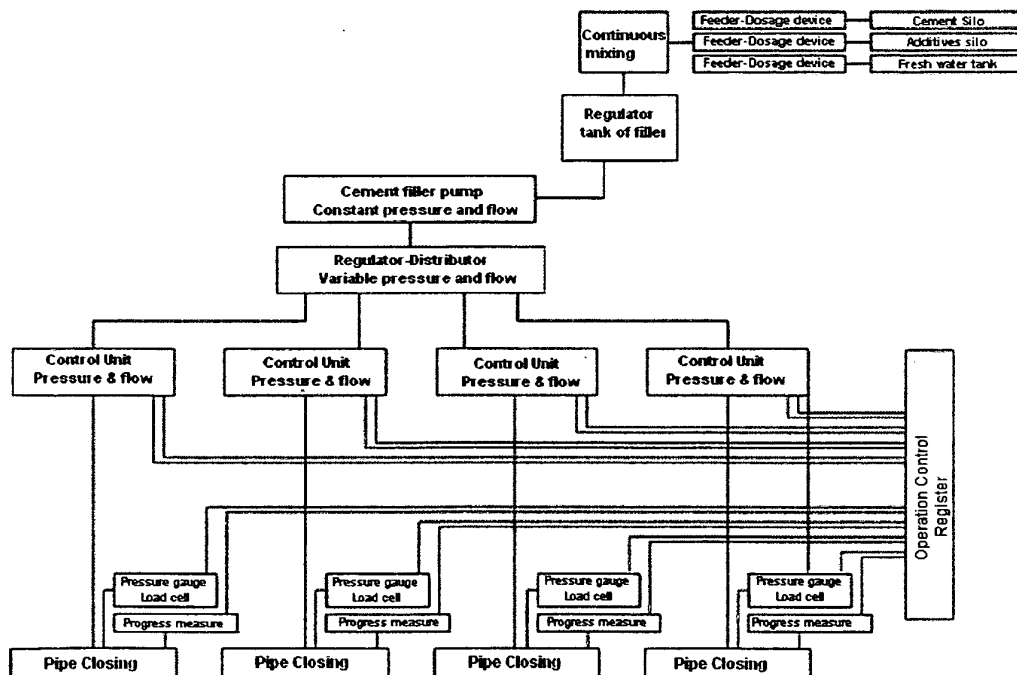 Continuous
mixing
Feeder-Dosage device
Cement Silo
Feeder-Dosage device
Additives silo
Feeder-Dosage device
Fresh water tank
Regulator
tank of filler
Cement filler pump
Constant pressure and flow
Regulator-Distributor
Variable pressure and flow
Control Unit
Pressure & flow
Control Unit
Pressure & flow
Control Unit
Pressure & flow
Control Unit
Pressure & flow
Operation Control
Register
Pressure gauge
Load cell
Progress measure
Pressure gauge
Load cell
Progress measure
Pressure gauge
Load cell
Progress measure
Pressure gauge
Load cell
Progress measure
Pipe Closing
Pipe Closing
Pipe Closing
Pipe Closing